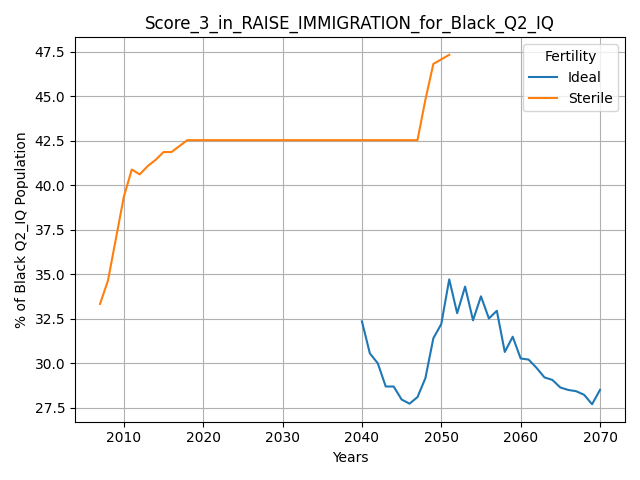 Score_3_in_RAISE_IMMIGRATION_for_Black_Q2_IQ
% of Black Q2_IQ Population
47.5
45.0
42.5
40.0
37.5
35.0
32.5
30.0
27.5
Fertility
Ideal
Sterile
2010 2020 2030 2040 2050 2060 2070
Years